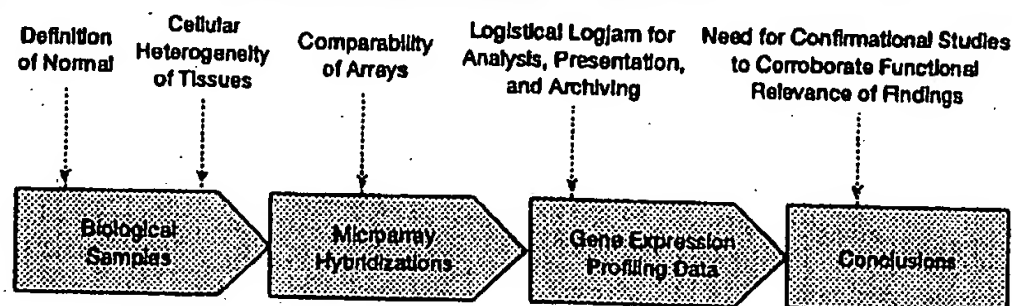 Definition
of Normal
Cellular
Heterogeneity
of Tissues
Comparability
of Arrays
Logistical Logjam for
Analysis, Presentation,
and Archiving
Need for Confirmational Studies
to Corroborate Functional
Relevance of Findings
Biological
Samples
Microarray
Hybridizations
Gene Expression
Profiling Data
Conclusions